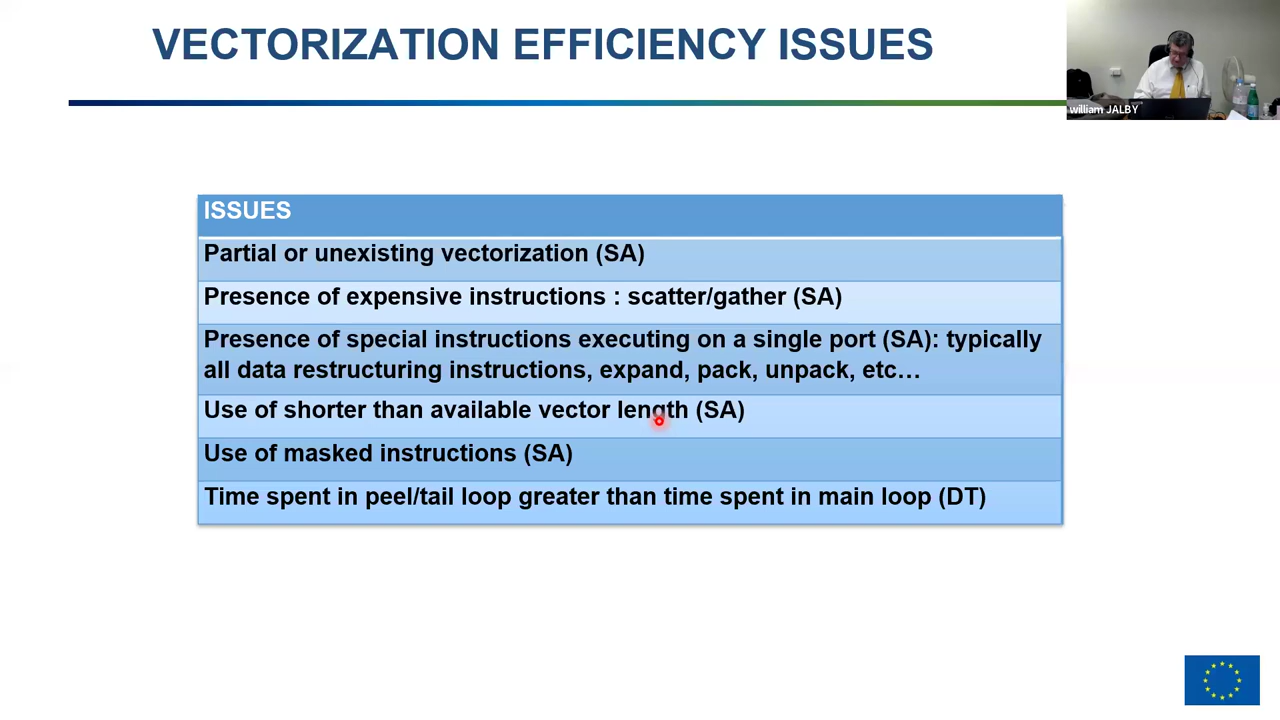 VECTORIZATION EFFICIENCY ISSUES
william JALBY
ISSUES
Partial or unexisting vectorization (SA)
Presence of expensive instructions : scatter/gather (SA)
Presence of special instructions executing on a single port (SA): typically
all data restructuring instructions, expand, pack, unpack, etc…
Use of shorter than available vector length (SA)
Use of masked instructions (SA)
Time spent in peel/tail loop greater than time spent in main loop (DT)